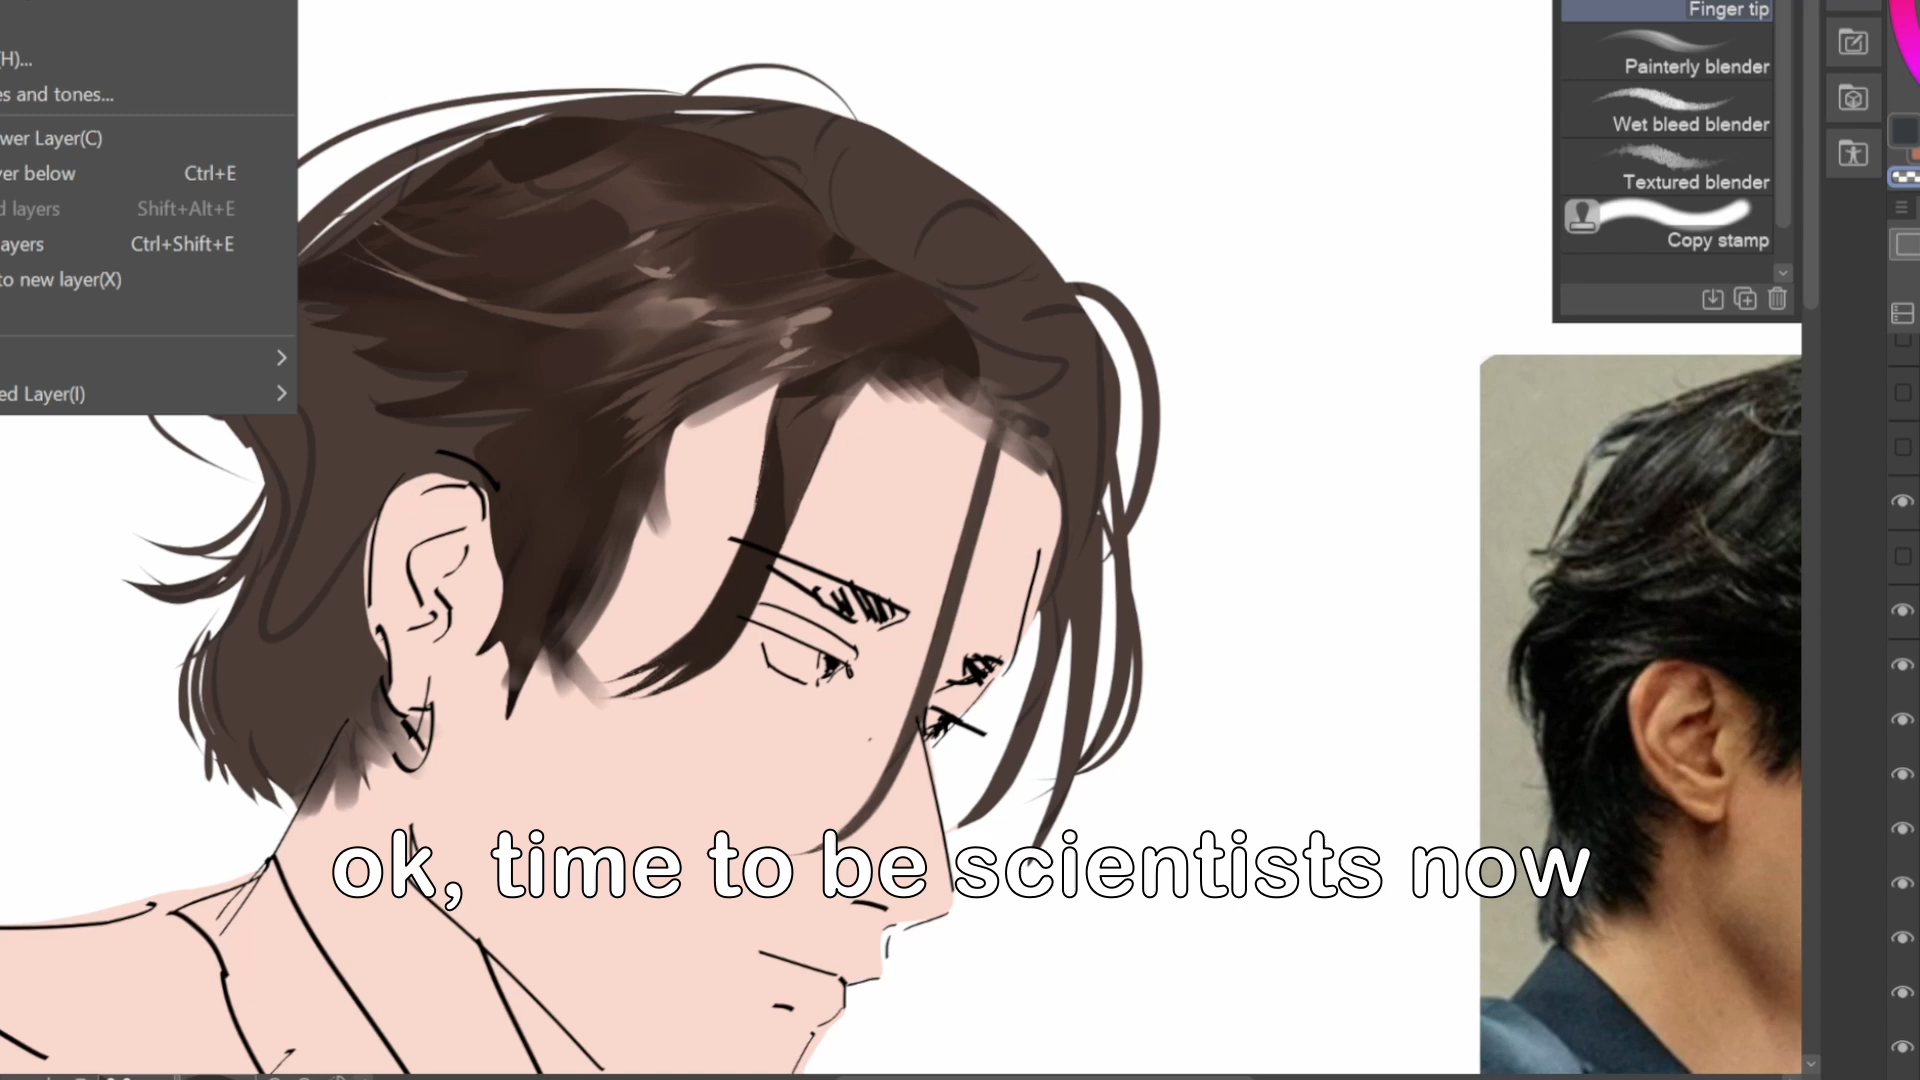 (H)...
es and tones...
wer Layer(C)
er below Ctrl+E
d layers Shift+Alt+E
ayers Ctrl+Shift+E
to new layer(X)
ed Layer(I)
Finger tip
Painterly blender
Wet bleed blender
Textured blender
Copy stamp
ok, time to be scientists now